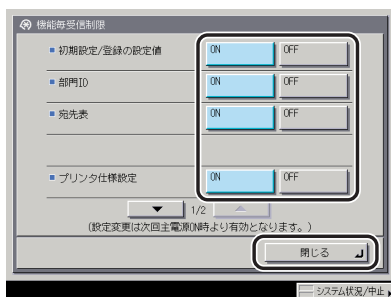 機能毎受信制限
初期設定/登録の設定値 ON OFF
部門ID ON OFF
宛先表 ON OFF
プリンタ仕様設定 ON OFF
1/2
(設定変更は次回主電源ON時より有効となります。)
閉じる
システム状況/中止